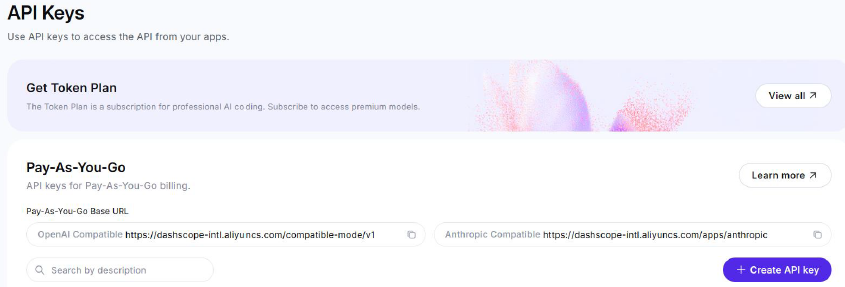 API Keys
Use API keys to access the API from your apps.
Get Token Plan
The Token Plan is a subscription for professional AI coding. Subscribe to access premium models.
View all
Pay-As-You-Go
API keys for Pay-As-You-Go billing.
Learn more
Pay-As-You-Go Base URL
OpenAI Compatible https://dashscope-intl.aliyuncs.com/compatible-mode/v1
Anthropic Compatible https://dashscope-intl.aliyuncs.com/apps/anthropic
Search by description
+ Create API key